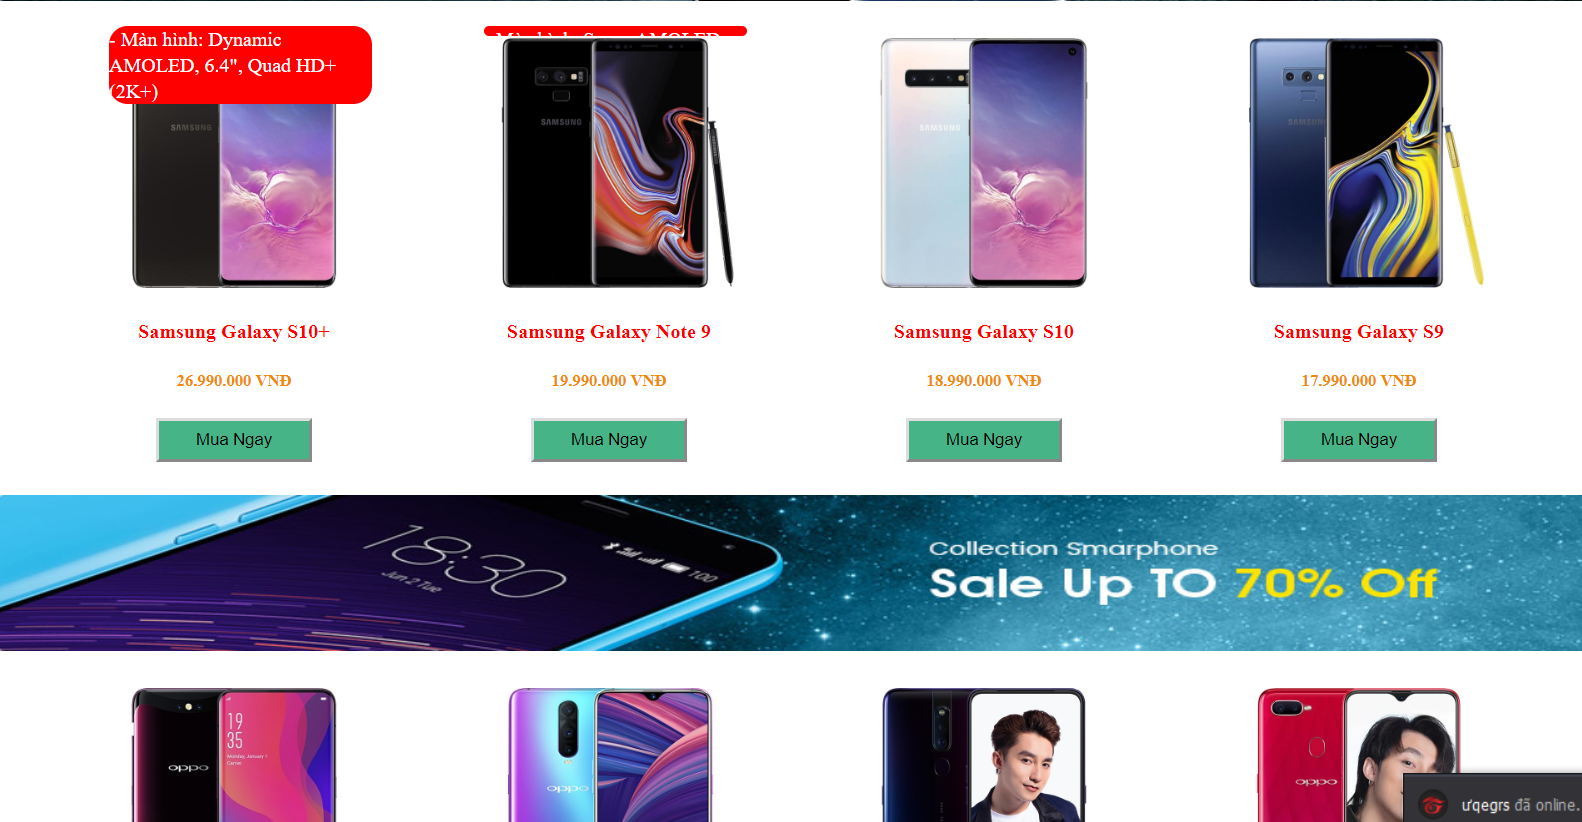 - Màn hình: Dynamic
AMOLED, 6.4", Quad HD+
(2K+)
SAMSUNG
SAMSUNG
SAMSUNG
SAMSUNG
Samsung Galaxy S10+
Samsung Galaxy Note 9
Samsung Galaxy S10
Samsung Galaxy S9
26.990.000 VNĐ
19.990.000 VNĐ
18.990.000 VNĐ
17.990.000 VNĐ
Mua Ngay
Mua Ngay
Mua Ngay
Mua Ngay
18:30
Jun 2 Tue
100
Collection Smarphone
Sale Up TO 70% Off
19
35
Monday, January 1
oppo
oppo
oppo
ưqegrs đã online.